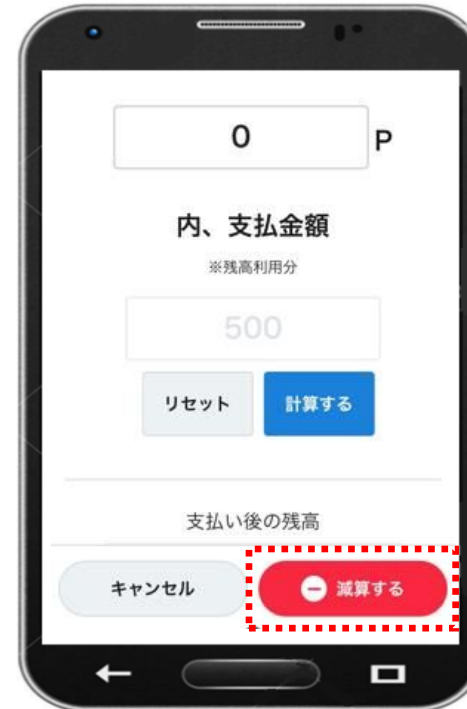 0 P
内、支払金額
※残高利用分
500
リセット 計算する
支払い後の残高
キャンセル 減算する